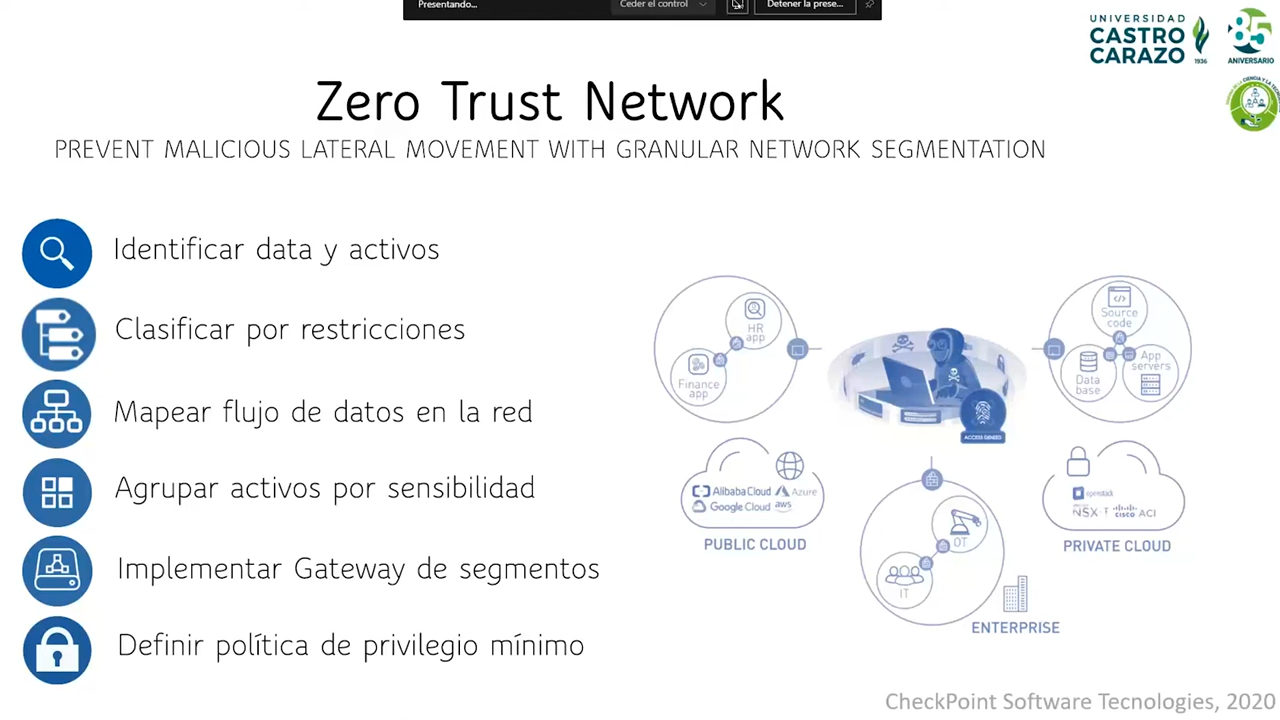 Presentando...
Ceder el control
Detener la prese...
UNIVERSIDAD
CASTRO
CARAZO
1936
85
ANIVERSARIO
Zero Trust Network
PREVENT MALICIOUS LATERAL MOVEMENT WITH GRANULAR NETWORK SEGMENTATION
Identificar data y activos
Clasificar por restricciones
Mapear flujo de datos en la red
Agrupar activos por sensibilidad
Implementar Gateway de segmentos
Definir política de privilegio mínimo
HR
app
Finance
app
ACCESS DENIED
Source
code
Data
base
App
servers
Alibaba Cloud
Azure
Google Cloud
aws
PUBLIC CLOUD
OT
IT
ENTERPRISE
openstack
NSX-T
CISCO ACI
PRIVATE CLOUD
CheckPoint Software Tecnologies, 2020